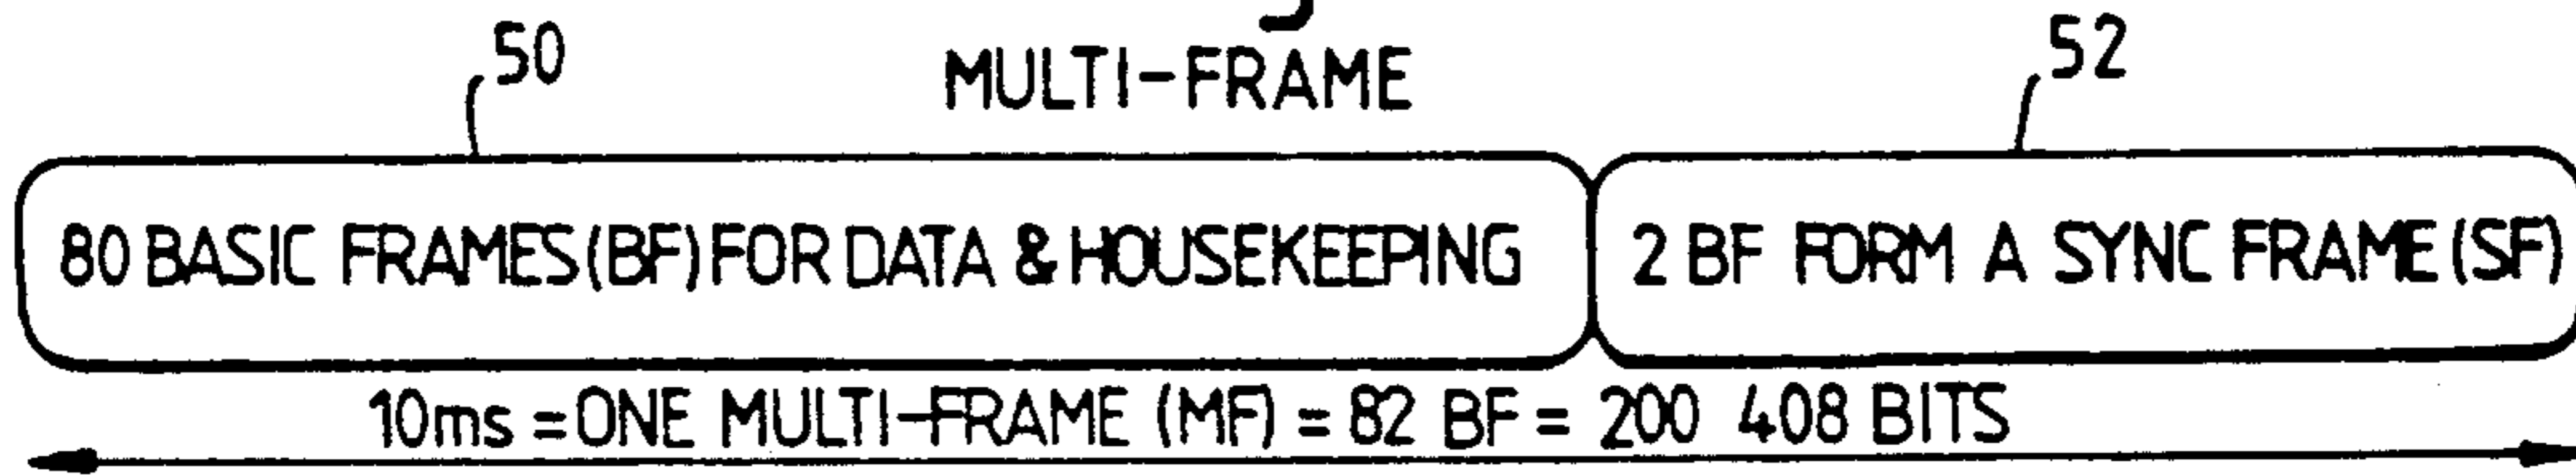 MULTI-FRAME
50
52
80 BASIC FRAMES (BF) FOR DATA & HOUSEKEEPING
2 BF FORM A SYNC FRAME (SF)
10ms = ONE MULTI-FRAME (MF) = 82 BF = 200 408 BITS